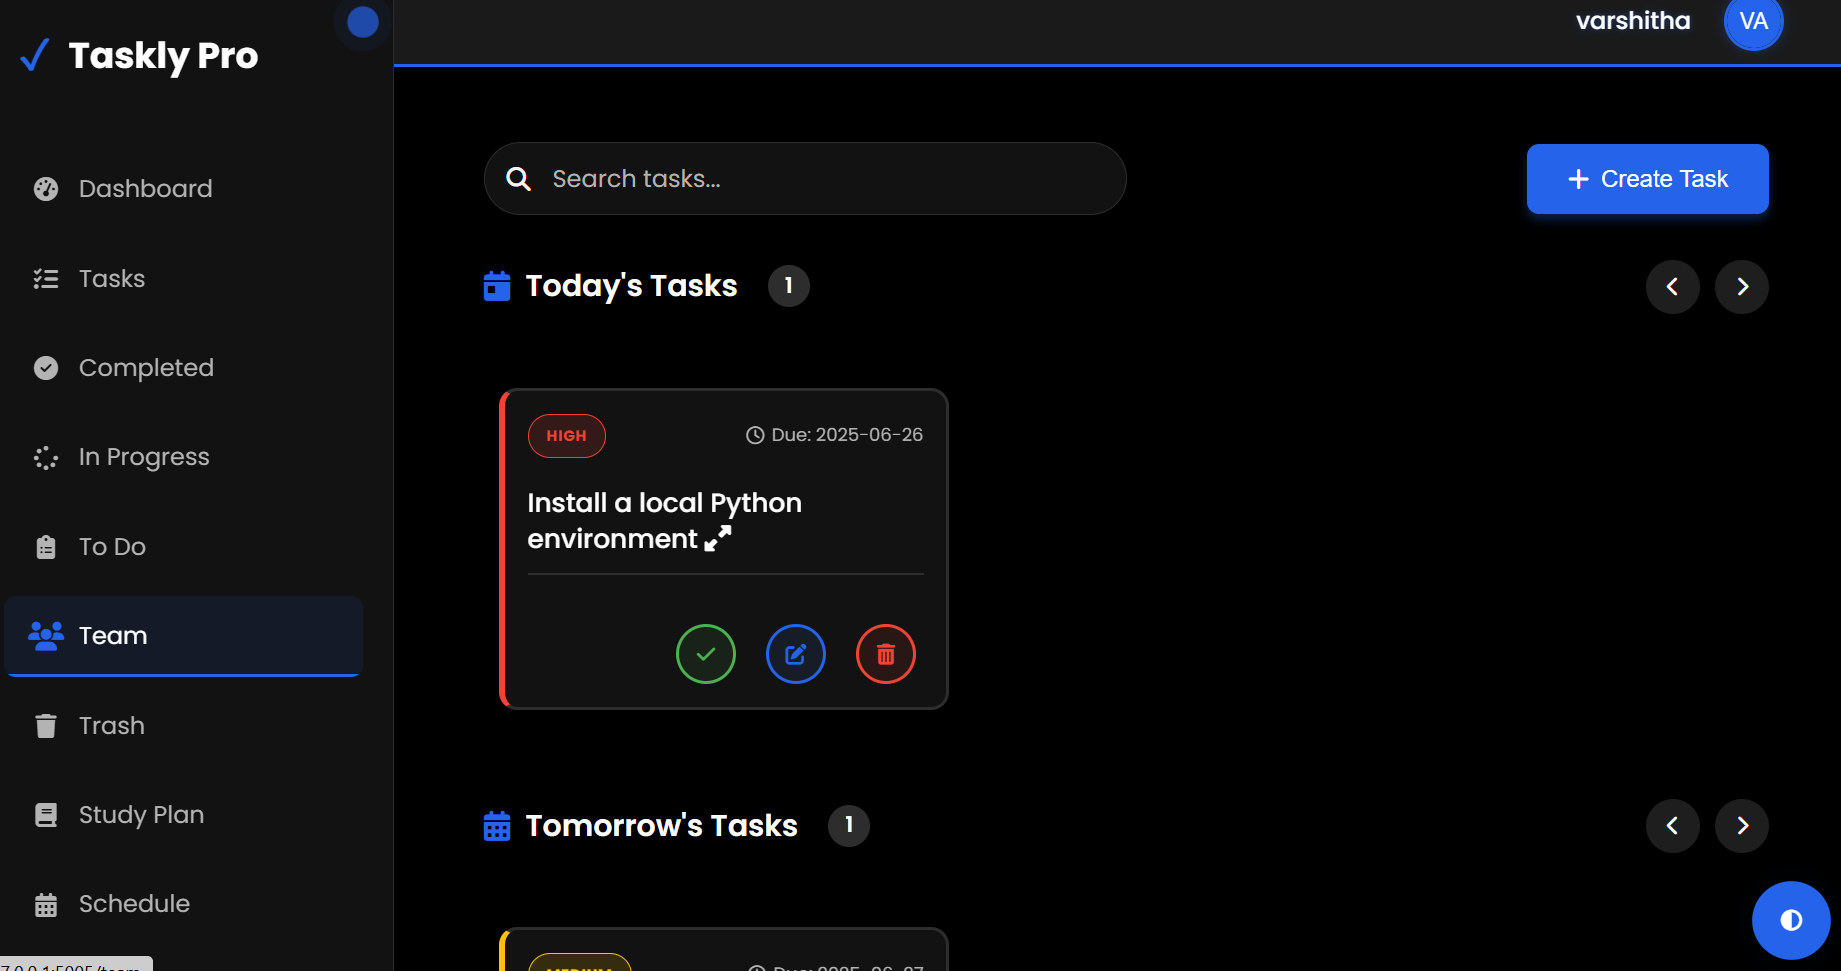 Taskly Pro
varshitha
VA
Dashboard
Tasks
Completed
In Progress
To Do
Team
Trash
Study Plan
Schedule
Search tasks...
Create Task
Today's Tasks 1
HIGH
Due: 2025-06-26
Install a local Python
environment
Tomorrow's Tasks 1
MEDIUM
Due: 2025-06-27
7.0.0.1:5005/team